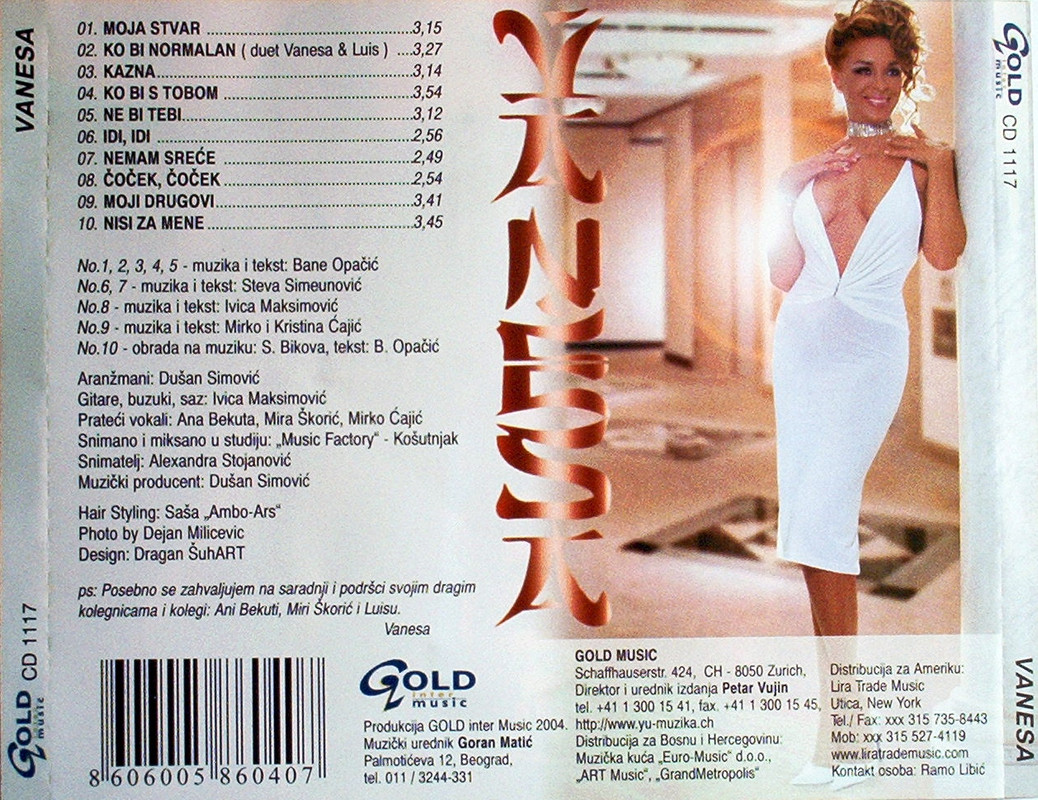 VANESA
GOLD
inter
music
CD 1117
01. MOJA STVAR ........ 3,15
02. KO BI NORMALAN ( duet Vanesa & Luis ) ....3,27
03. KAZNA........ 3,14
04. KO BI S TOBOM ........ 3,54
05. NE BI TEBI........ 3,12
06. IDI, IDI ........ 2,56
07. NEMAM SREĆE ........ 2,49
08. ČOČEK, ČOČEK ........ 2,54
09. MOJI DRUGOVI........ 3,41
10. NISI ZA MENE ........ 3,45
No.1, 2, 3, 4, 5 - muzika i tekst: Bane Opačić
No.6, 7 - muzika i tekst: Steva Simeunović
No.8 - muzika i tekst: Ivica Maksimović
No.9 - muzika i tekst: Mirko i Kristina Ćajić
No.10 - obrada na muziku: S. Bikova, tekst: B. Opačić
Aranžmani: Dušan Simović
Gitare, buzuki, saz: Ivica Maksimović
Prateći vokali: Ana Bekuta, Mira Škorić, Mirko Ćajić
Snimano i miksano u studiju: „Music Factory“ - Košutnjak
Snimatelj: Alexandra Stojanović
Muzički producent: Dušan Simović
Hair Styling: Saša „Ambo-Ars“
Photo by Dejan Milicevic
Design: Dragan ŠuhART
ps: Posebno se zahvaljujem na saradnji i podršci svojim dragim
kolegnicama i kolegi: Ani Bekuti, Miri Škorić i Luisu.
Vanesa
8 606005 860407
GOLD
inter
music
Produkcija GOLD inter Music 2004.
Muzički urednik Goran Matić
Palmotićeva 12, Beograd,
tel. 011 / 3244-331
VANESA
GOLD MUSIC
Schaffhauserstr. 424, CH - 8050 Zurich,
Direktor i urednik izdanja Petar Vujin
tel. +41 1 300 15 41, fax. +41 1 300 15 45,
http://www.yu-muzika.ch
Distribucija za Bosnu i Hercegovinu:
Muzička kuća „Euro-Music“ d.o.o.,
„ART Music“, „GrandMetropolis“
Distribucija za Ameriku:
Lira Trade Music
Utica, New York
Tel./ Fax: xxx 315 735-8443
Mob: xxx 315 527-4119
www.liratrademusic.com
Kontakt osoba: Ramo Libić
GOLD
inter
music
CD 1117
VANESA